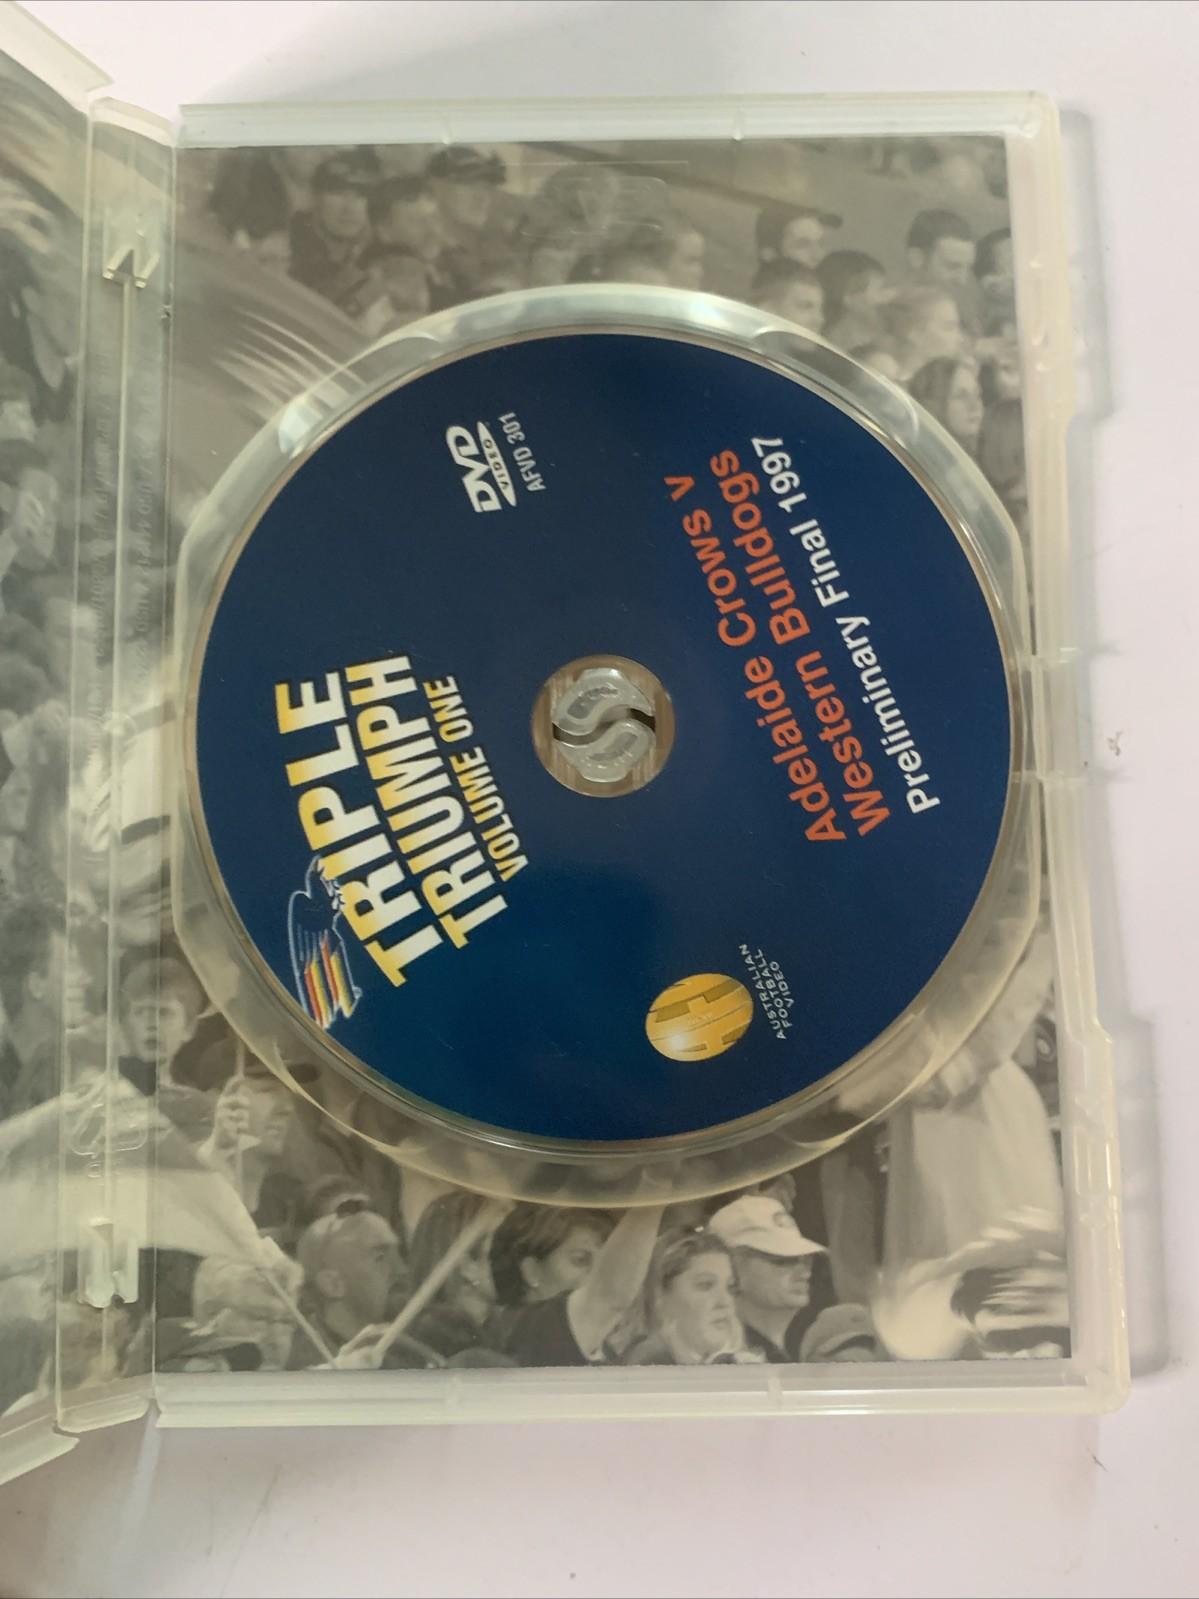 TRIPLE
TRIUMPH
VOLUME ONE
DVD
VIDEO
AFVD 301
Adelaide Crows v
Western Bulldogs
Preliminary Final 1997
AUSTRALIAN
FOOTBALL
VIDEO